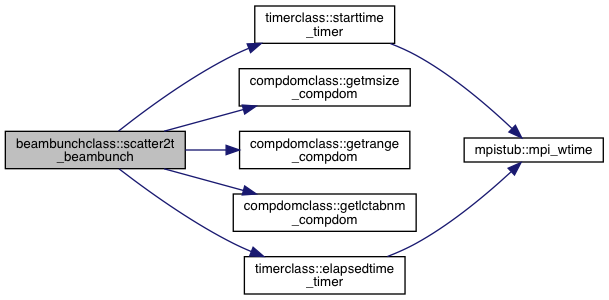 timerclass::starttime
_timer
compdomclass::getmsize
_compdom
beambunchclass::scatter2t
_beambunch
compdomclass::getrange
_compdom
mpistub::mpi_wtime
compdomclass::getlctabnm
_compdom
timerclass::elapsedtime
_timer